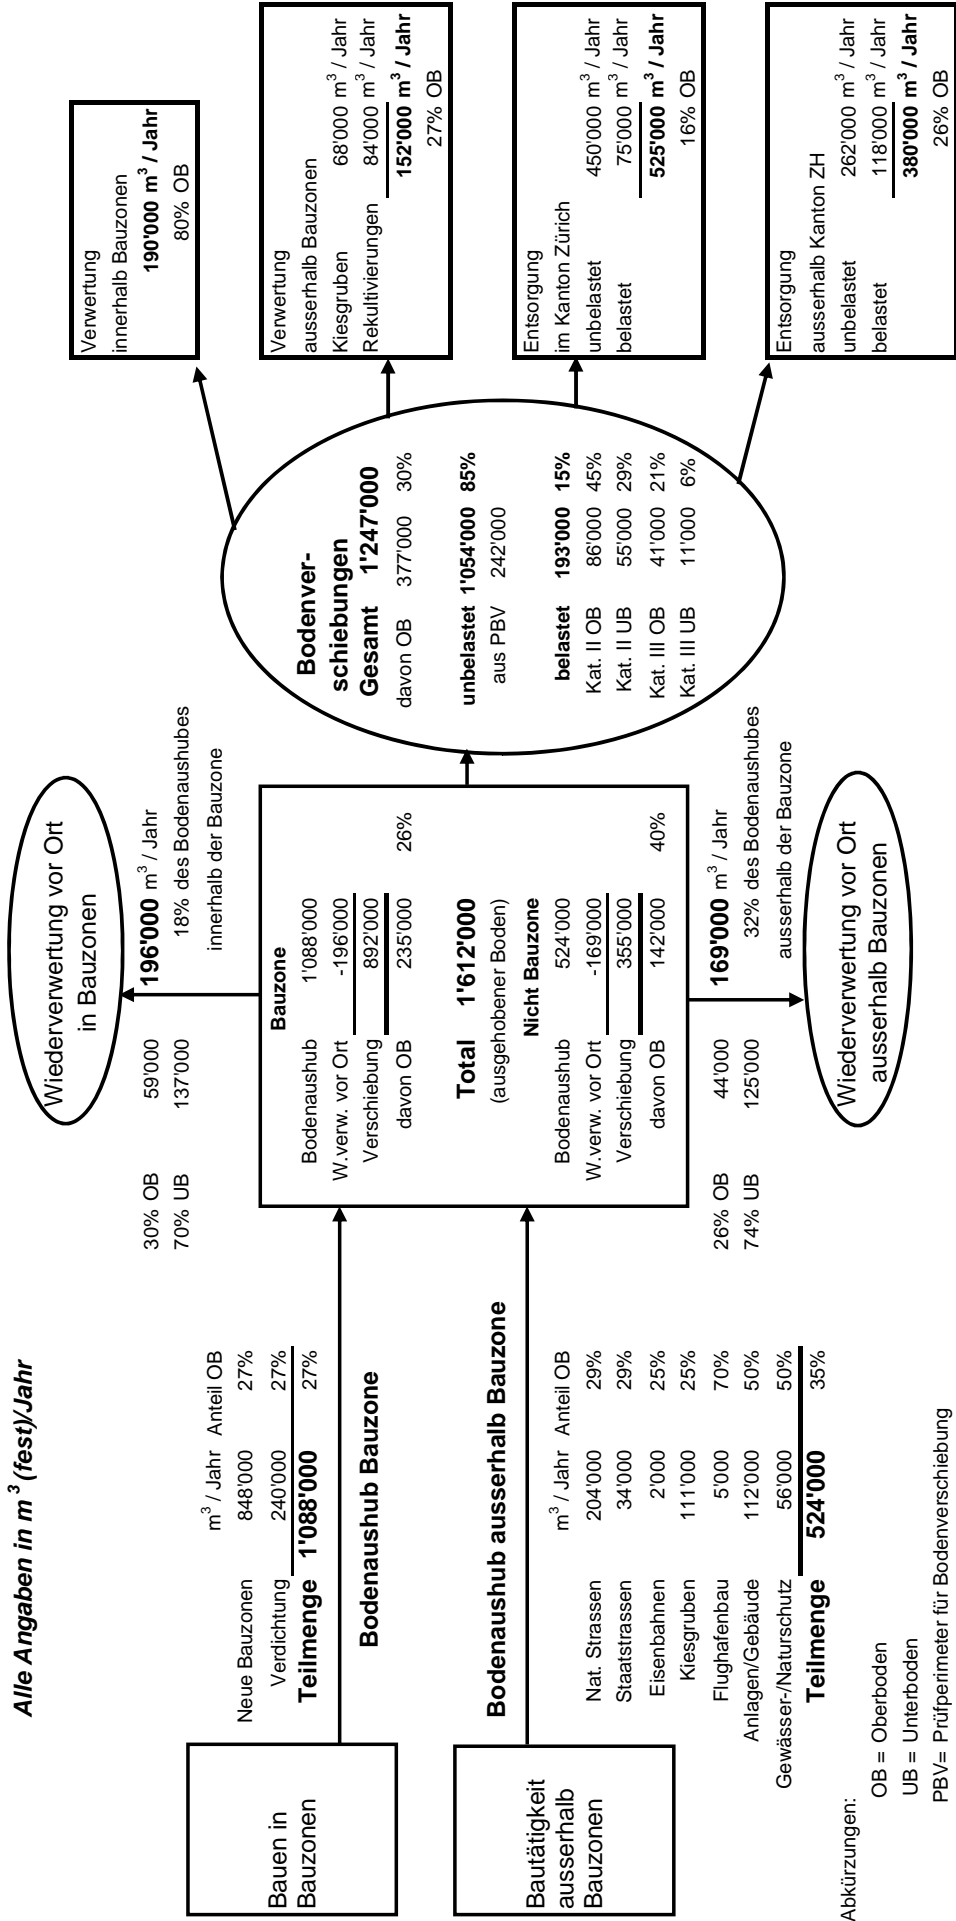 Alle Angaben in m³ (fest)/Jahr
Bauen in
Bauzonen
m³ / Jahr Anteil OB
Neue Bauzonen 848'000 27%
Verdichtung 240'000 27%
Teilmenge 1'088'000 27%
Bodenaushub Bauzone
Bautätigkeit
ausserhalb
Bauzonen
Bodenaushub ausserhalb Bauzone
m³ / Jahr Anteil OB
Nat. Strassen 204'000 29%
Staatstrassen 34'000 29%
Eisenbahnen 2'000 25%
Kiesgruben 111'000 25%
Flughafenbau 5'000 70%
Anlagen/Gebäude 112'000 50%
Gewässer-/Naturschutz 56'000 50%
Teilmenge 524'000 35%
Abkürzungen:
OB = Oberboden
UB = Unterboden
PBV= Prüfperimeter für Bodenverschiebung
Wiederverwertung vor Ort
in Bauzonen
30% OB 59'000 196'000 m³ / Jahr
70% UB 137'000 18% des Bodenaushubes
innerhalb der Bauzone
Bauzone
Bodenaushub 1'088'000
W.verw. vor Ort -196'000
Verschiebung 892'000
davon OB 235'000 26%
Total 1'612'000
(ausgehobener Boden)
Nicht Bauzone
Bodenaushub 524'000
W.verw. vor Ort -169'000
Verschiebung 355'000
davon OB 142'000 40%
26% OB 44'000 169'000 m³ / Jahr
74% UB 125'000 32% des Bodenaushubes
ausserhalb der Bauzone
Wiederverwertung vor Ort
ausserhalb Bauzonen
Bodenver-
schiebungen
Gesamt 1'247'000
davon OB 377'000 30%
unbelastet 1'054'000 85%
aus PBV 242'000
belastet 193'000 15%
Kat. II OB 86'000 45%
Kat. II UB 55'000 29%
Kat. III OB 41'000 21%
Kat. III UB 11'000 6%
Verwertung
innerhalb Bauzonen
190'000 m³ / Jahr
80% OB
Verwertung
ausserhalb Bauzonen
Kiesgruben 68'000 m³ / Jahr
Rekultivierungen 84'000 m³ / Jahr
152'000 m³ / Jahr
27% OB
Entsorgung
im Kanton Zürich
unbelastet 450'000 m³ / Jahr
belastet 75'000 m³ / Jahr
525'000 m³ / Jahr
16% OB
Entsorgung
ausserhalb Kanton ZH
unbelastet 262'000 m³ / Jahr
belastet 118'000 m³ / Jahr
380'000 m³ / Jahr
26% OB